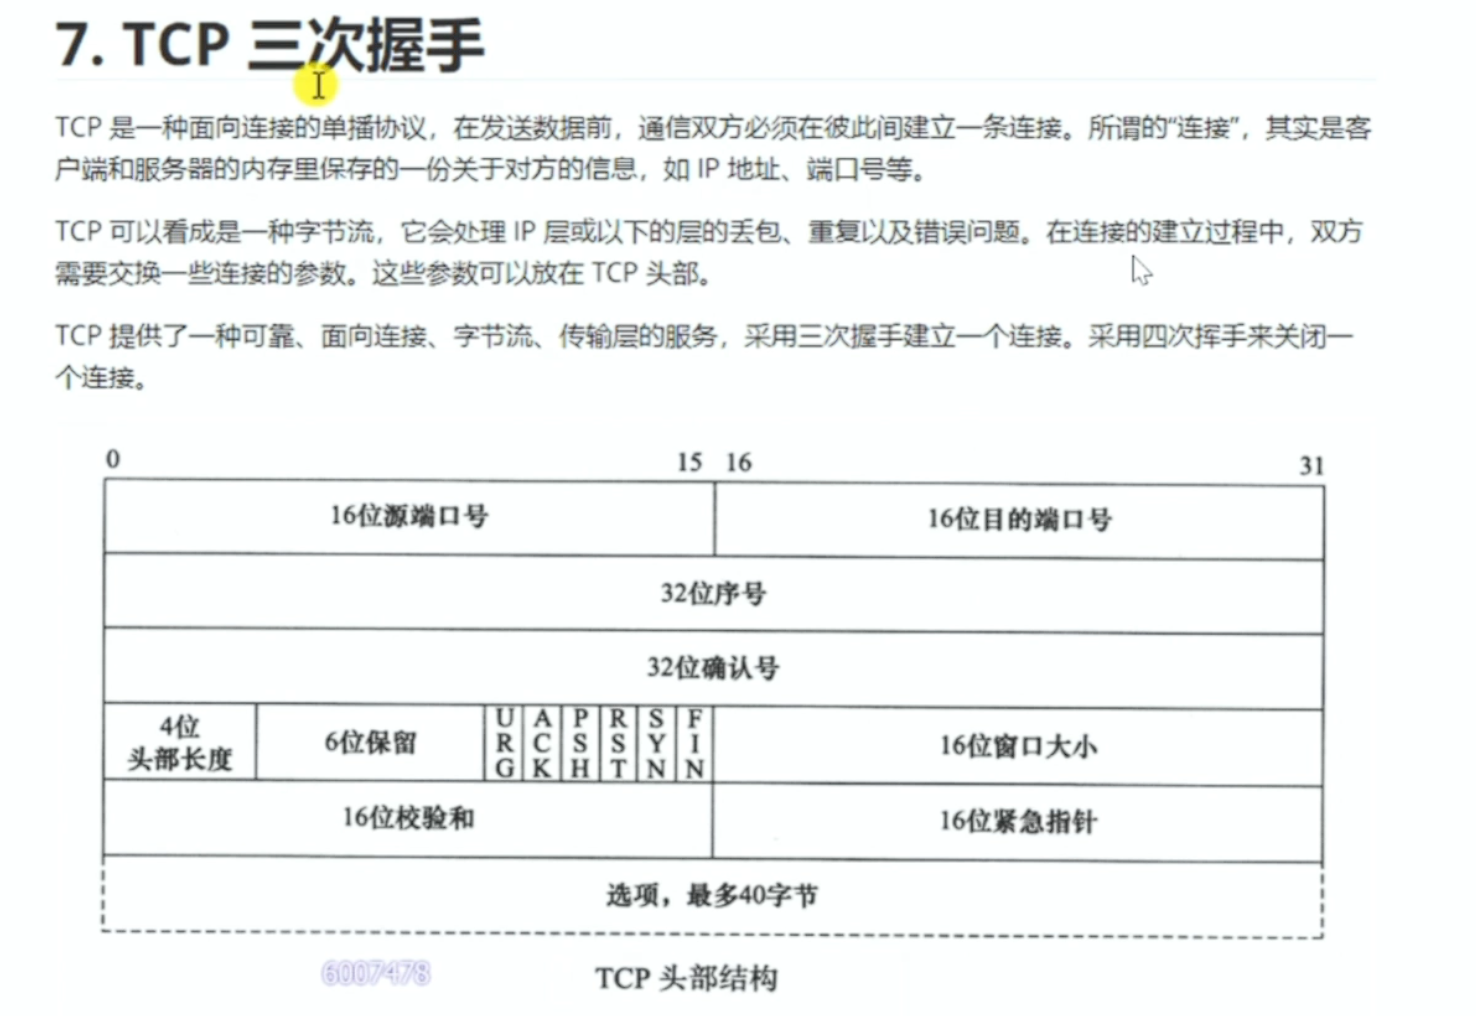 7. TCP 三次握手
TCP 是一种面向连接的单播协议，在发送数据前，通信双方必须在彼此间建立一条连接。所谓的“连接”，其实是客
户端和服务器的内存里保存的一份关于对方的信息，如 IP 地址、端口号等。
TCP 可以看成是一种字节流，它会处理 IP 层或以下的层的丢包、重复以及错误问题。在连接的建立过程中，双方
需要交换一些连接的参数。这些参数可以放在 TCP 头部。
TCP 提供了一种可靠、面向连接、字节流、传输层的服务，采用三次握手建立一个连接。采用四次挥手来关闭一
个连接。
0 15 16 31
16位源端口号 16位目的端口号
32位序号
32位确认号
4位头部长度 6位保留 URG ACK PSH RST SYN FIN 16位窗口大小
16位校验和 16位紧急指针
选项，最多40字节
6007478 TCP 头部结构